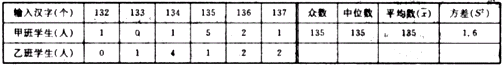 输入汉字(个) 132 133 134 135 136 137 众数 中位数 平均数(x̄) 方差(S²)
甲班学生(人) 1 0 1 5 2 1 135 135 135 1.6
乙班学生(人) 0 1 4 1 2 2